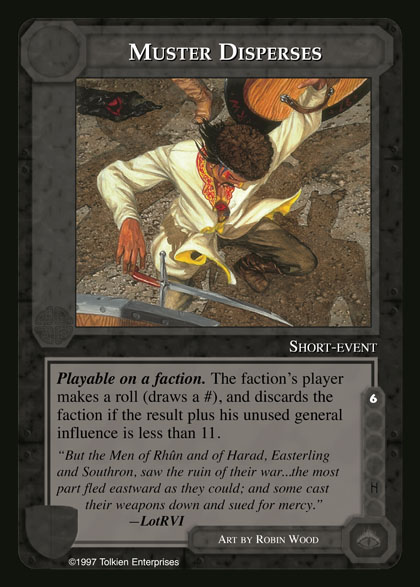 MUSTER DISPERSES
SHORT-EVENT
Playable on a faction. The faction's player
makes a roll (draws a #), and discards the
faction if the result plus his unused general
influence is less than 11.
"But the Men of Rhûn and of Harad, Easterling
and Southron, saw the ruin of their war...the most
part fled eastward as they could; and some cast
their weapons down and sued for mercy."
—LotRVI
6
H
ART BY ROBIN WOOD
©1997 Tolkien Enterprises